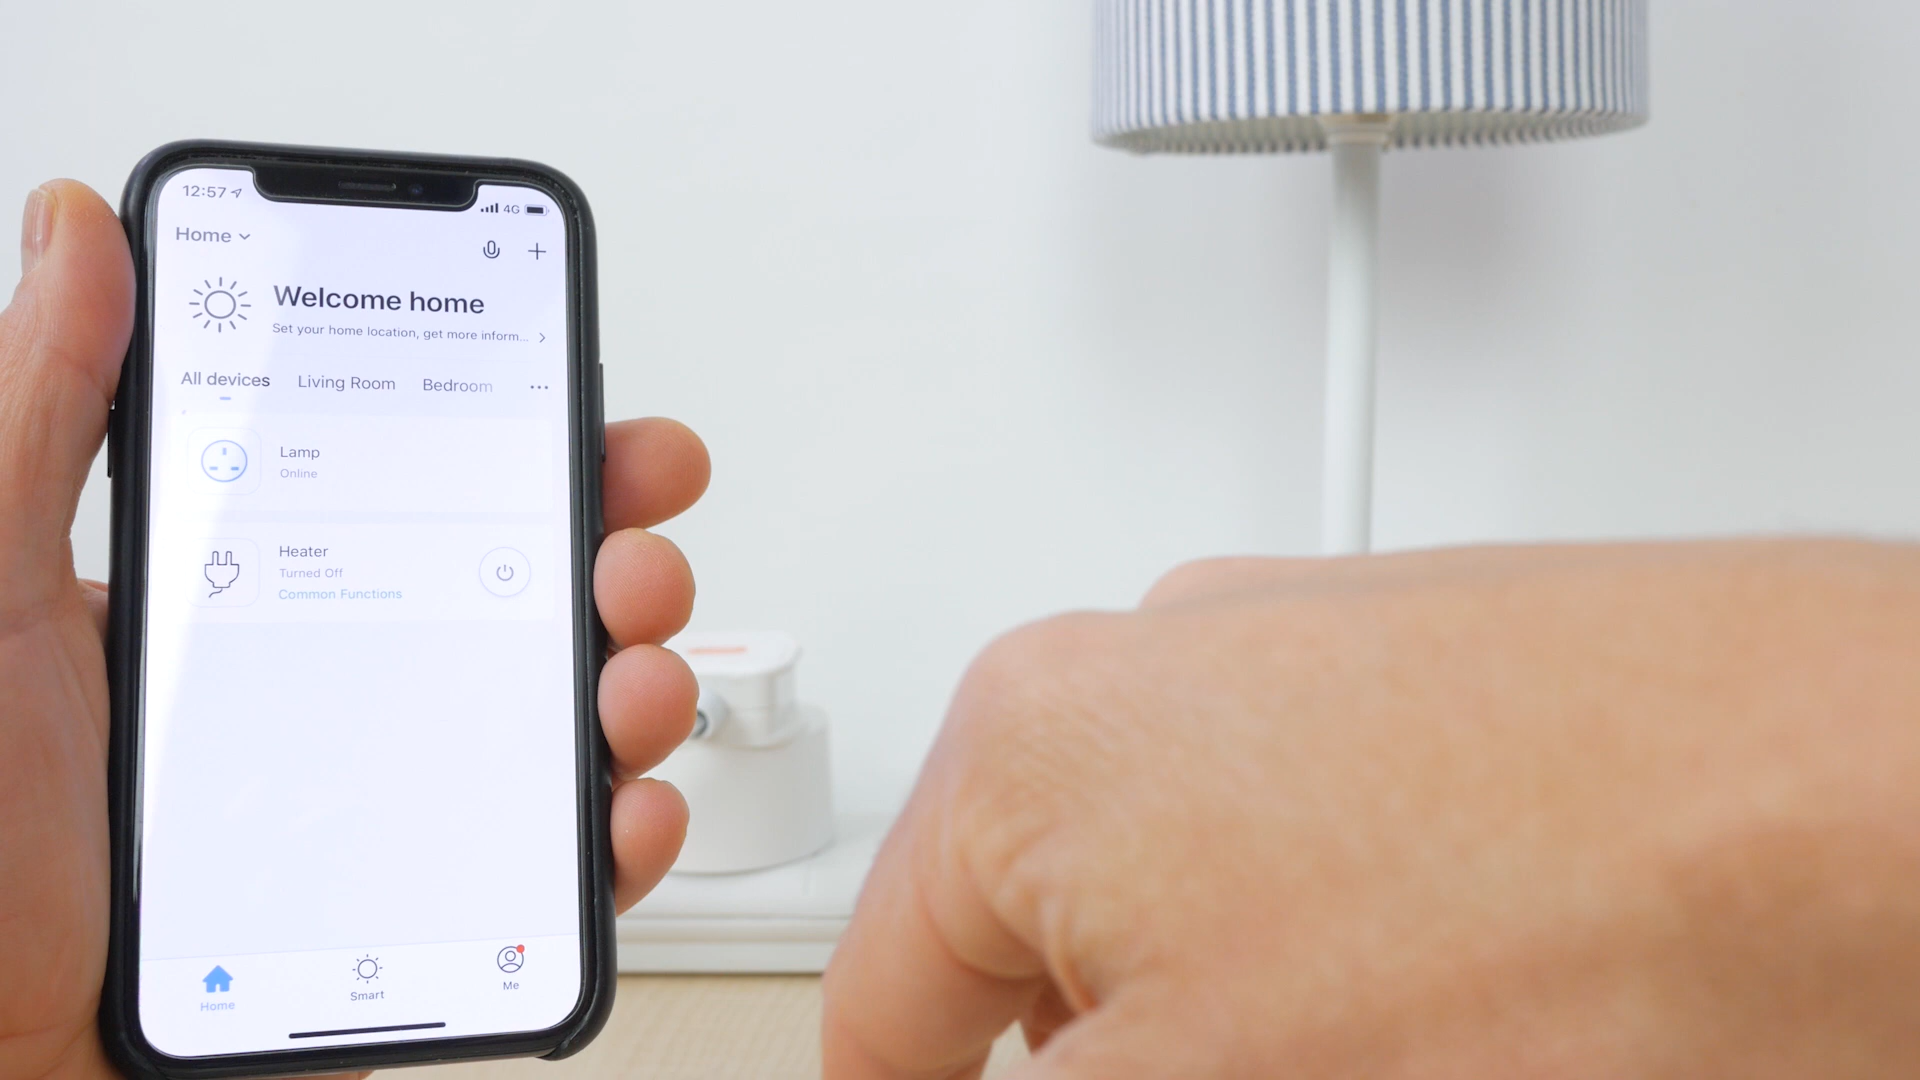 12:57
4G
Home
Welcome home
Set your home location, get more inform...
All devices Living Room Bedroom
Lamp
Online
Heater
Turned Off
Common Functions
Home Smart Me